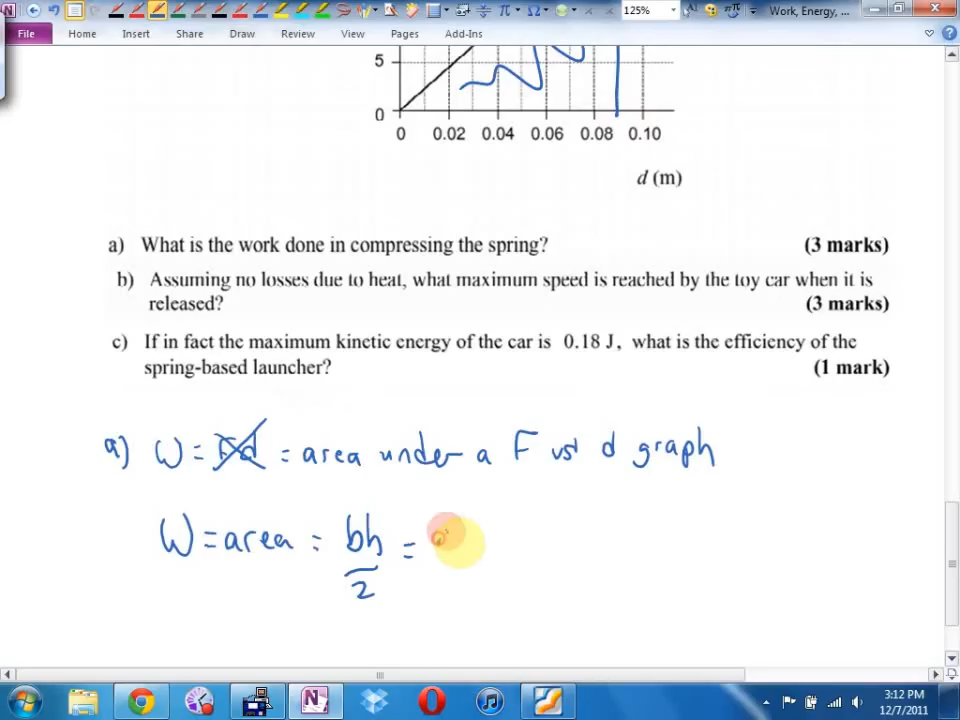 125%
Work, Energy, ...
File Home Insert Share Draw Review View Pages Add-Ins
5
0
0 0.02 0.04 0.06 0.08 0.10
d (m)
a) What is the work done in compressing the spring? (3 marks)
b) Assuming no losses due to heat, what maximum speed is reached by the toy car when it is
released? (3 marks)
c) If in fact the maximum kinetic energy of the car is 0.18 J, what is the efficiency of the
spring-based launcher? (1 mark)
a) W = Fd = area under a F vs d graph
W = area = bh/2 =
3:12 PM
12/7/2011